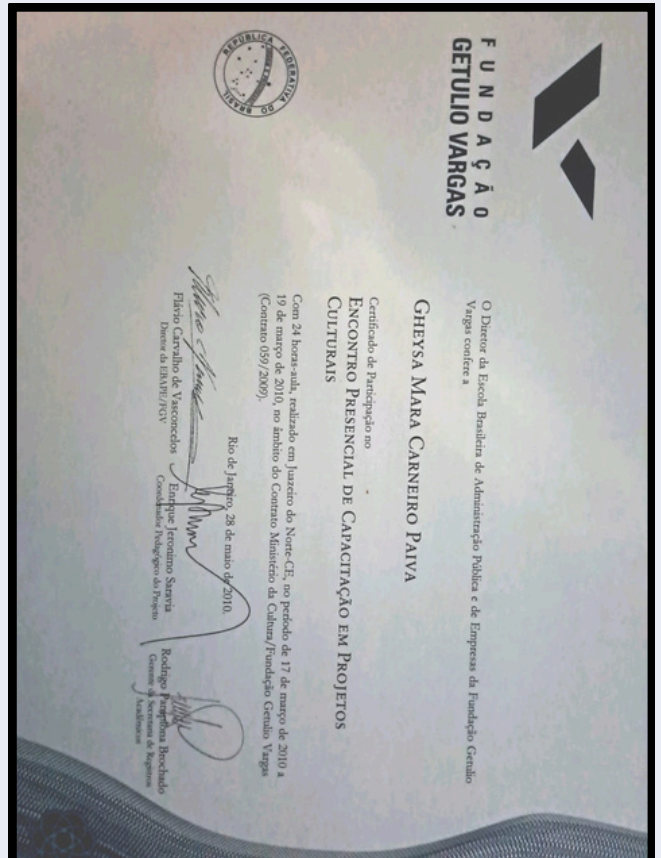 FUNDAÇÃO
GETULIO VARGAS
O Diretor da Escola Brasileira de Administração Pública e de Empresas da Fundação Getulio
Vargas confere a
GHEYSA MARA CARNEIRO PAIVA
Certificado de Participação no
ENCONTRO PRESENCIAL DE CAPACITAÇÃO EM PROJETOS
CULTURAIS
Com 24 horas-aula, realizado em Juazeiro do Norte-CE, no período de 17 de março de 2010 a
19 de março de 2010, no âmbito do Contrato Ministério da Cultura/Fundação Getulio Vargas
(Contrato 059/2009).
Rio de Janeiro, 28 de maio de 2010.
Flávio Carvalho de Vasconcelos
Diretor da EBAPE/FGV
Enrique Jeronimo Saravia
Coordenador Pedagógico do Projeto
Rodrigo Brochado
Gerente da Secretaria de Registros
Acadêmicos
REPÚBLICA FEDERATIVA DO BRASIL